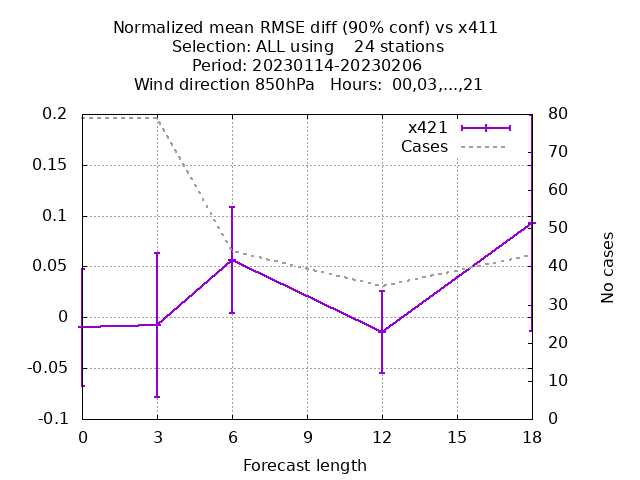 Normalized mean RMSE diff (90% conf) vs x411
Selection: ALL using    24 stations
Period: 20230114-20230206
Wind direction 850hPa   Hours:  00,03,...,21
x421
Cases
0.2
0.15
0.1
0.05
0
-0.05
-0.1
80
70
60
50
40
30
20
10
0
No cases
0
3
6
9
12
15
18
Forecast length